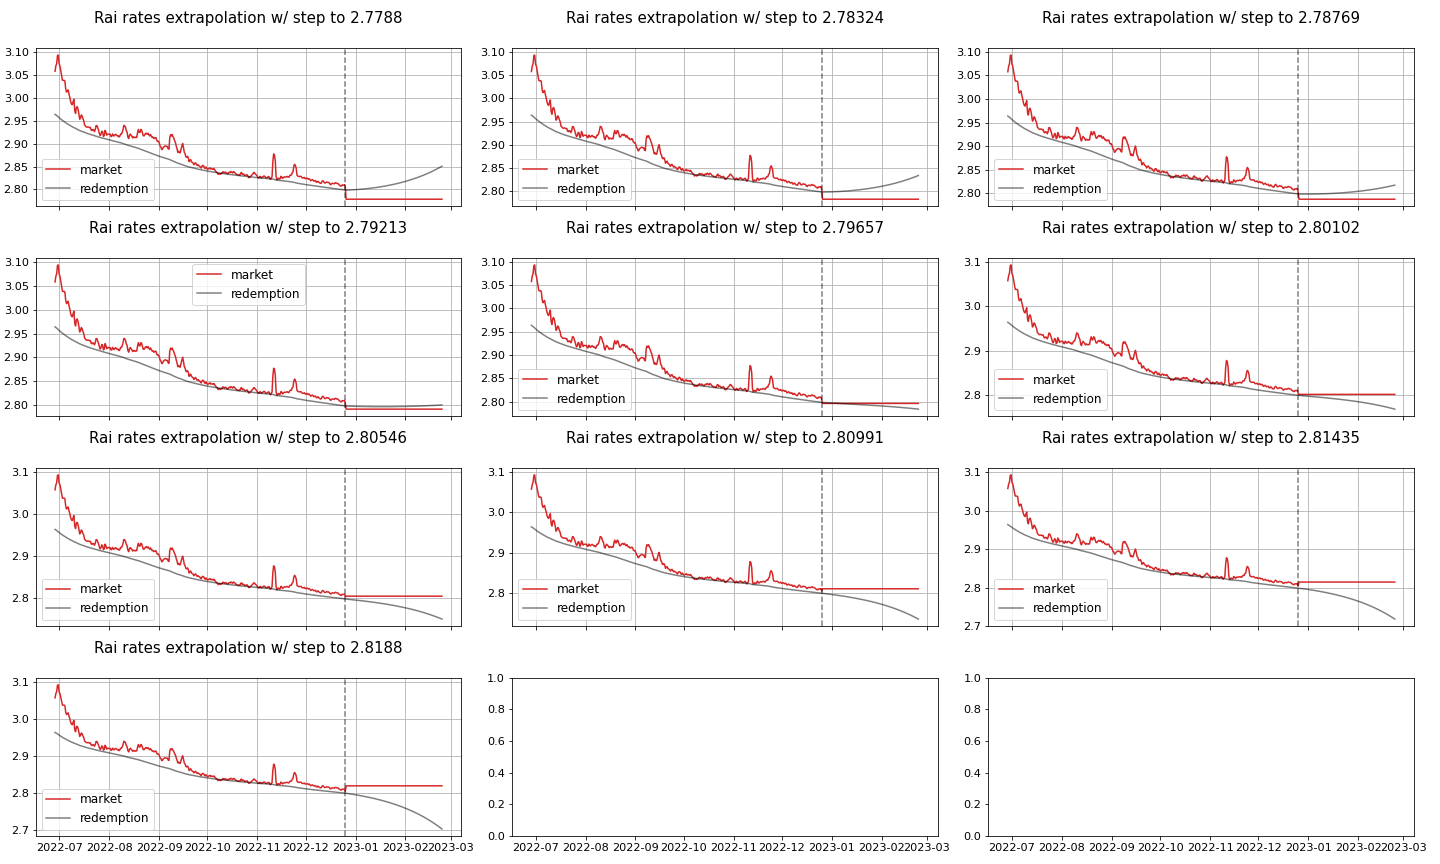 Rai rates extrapolation w/ step to 2.7788
Rai rates extrapolation w/ step to 2.78324
Rai rates extrapolation w/ step to 2.78769
3.10
3.05
3.00
2.95
2.90
2.85
2.80
market
redemption
3.10
3.05
3.00
2.95
2.90
2.85
2.80
market
redemption
3.10
3.05
3.00
2.95
2.90
2.85
2.80
market
redemption
Rai rates extrapolation w/ step to 2.79213
Rai rates extrapolation w/ step to 2.79657
Rai rates extrapolation w/ step to 2.80102
3.10
3.05
3.00
2.95
2.90
2.85
2.80
market
redemption
3.10
3.05
3.00
2.95
2.90
2.85
2.80
market
redemption
3.1
3.0
2.9
2.8
market
redemption
Rai rates extrapolation w/ step to 2.80546
Rai rates extrapolation w/ step to 2.80991
Rai rates extrapolation w/ step to 2.81435
3.1
3.0
2.9
2.8
market
redemption
3.1
3.0
2.9
2.8
market
redemption
3.1
3.0
2.9
2.8
2.7
market
redemption
Rai rates extrapolation w/ step to 2.8188
3.1
3.0
2.9
2.8
2.7
market
redemption
2022-07 2022-08 2022-09 2022-10 2022-11 2022-12 2023-01 2023-02 2023-03
1.0
0.8
0.6
0.4
0.2
0.0
2022-07 2022-08 2022-09 2022-10 2022-11 2022-12 2023-01 2023-02 2023-03
1.0
0.8
0.6
0.4
0.2
0.0
2022-07 2022-08 2022-09 2022-10 2022-11 2022-12 2023-01 2023-02 2023-03